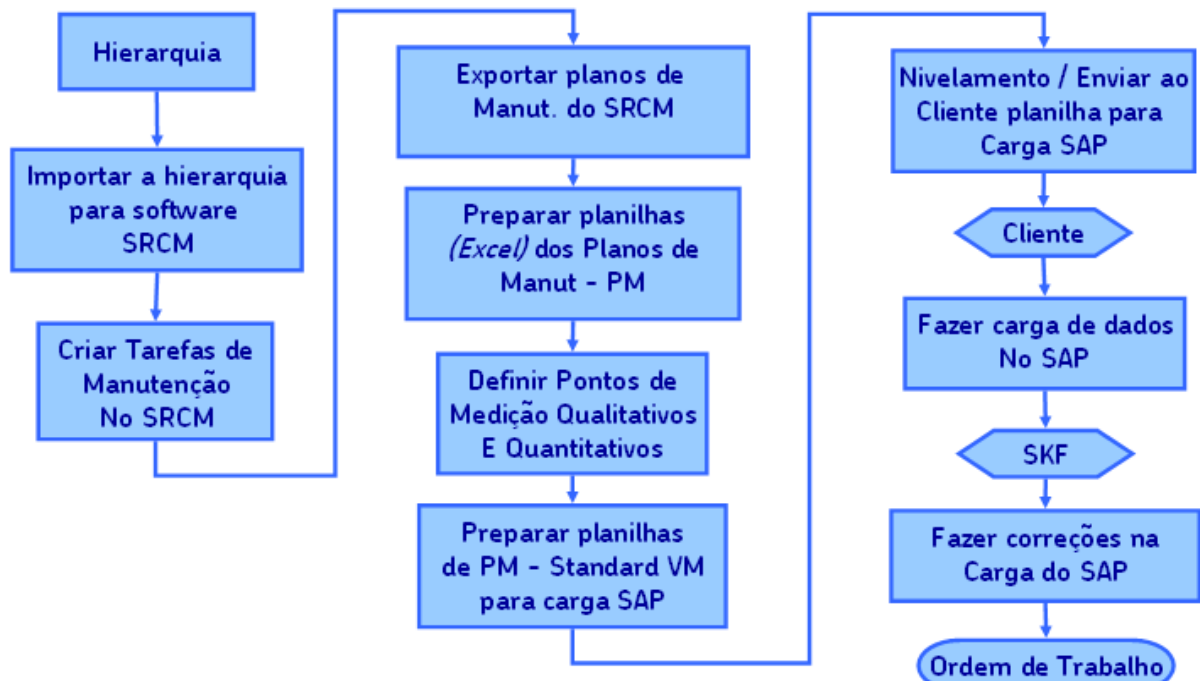 Hierarquia
Importar a hierarquia
para software
SRCM
Criar Tarefas de
Manutenção
No SRCM
Exportar planos de
Manut. do SRCM
Preparar planilhas
(Excel) dos Planos de
Manut - PM
Definir Pontos de
Medição Qualitativos
E Quantitativos
Preparar planilhas
de PM - Standard VM
para carga SAP
Nivelamento / Enviar ao
Cliente planilha para
Carga SAP
Cliente
Fazer carga de dados
No SAP
SKF
Fazer correções na
Carga do SAP
Ordem de Trabalho